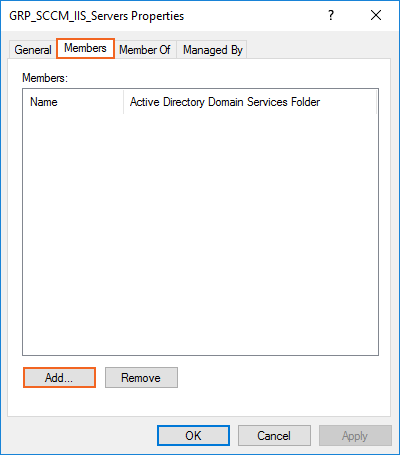 GRP_SCCM_IIS_Servers Properties ?
General Members Member Of Managed By
Members:
Name Active Directory Domain Services Folder
Add... Remove
OK Cancel Apply